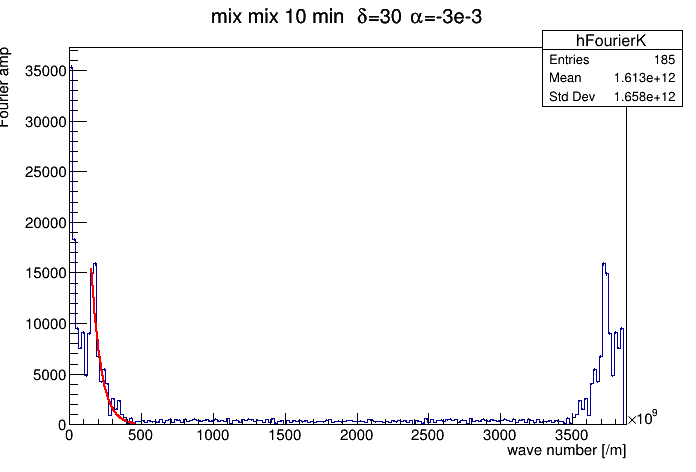 mix mix 10 min δ=30 α=-3e-3
hFourierK
Entries 185
Mean 1.613e+12
Std Dev 1.658e+12
Fourier amp
35000
30000
25000
20000
15000
10000
5000
0
0 500 1000 1500 2000 2500 3000 3500
×10⁹
wave number [/m]